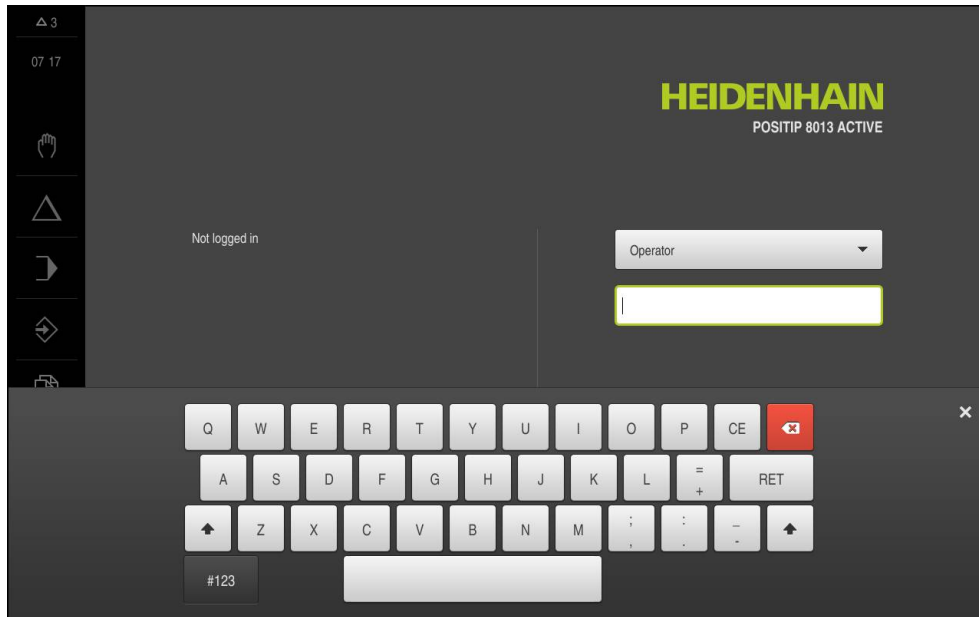 3
07 17
HEIDENHAIN
POSITIP 8013 ACTIVE
Not logged in
Operator
Q W E R T Y U I O P CE
A S D F G H J K L = + RET
Z X C V B N M ; , : . _ -
#123